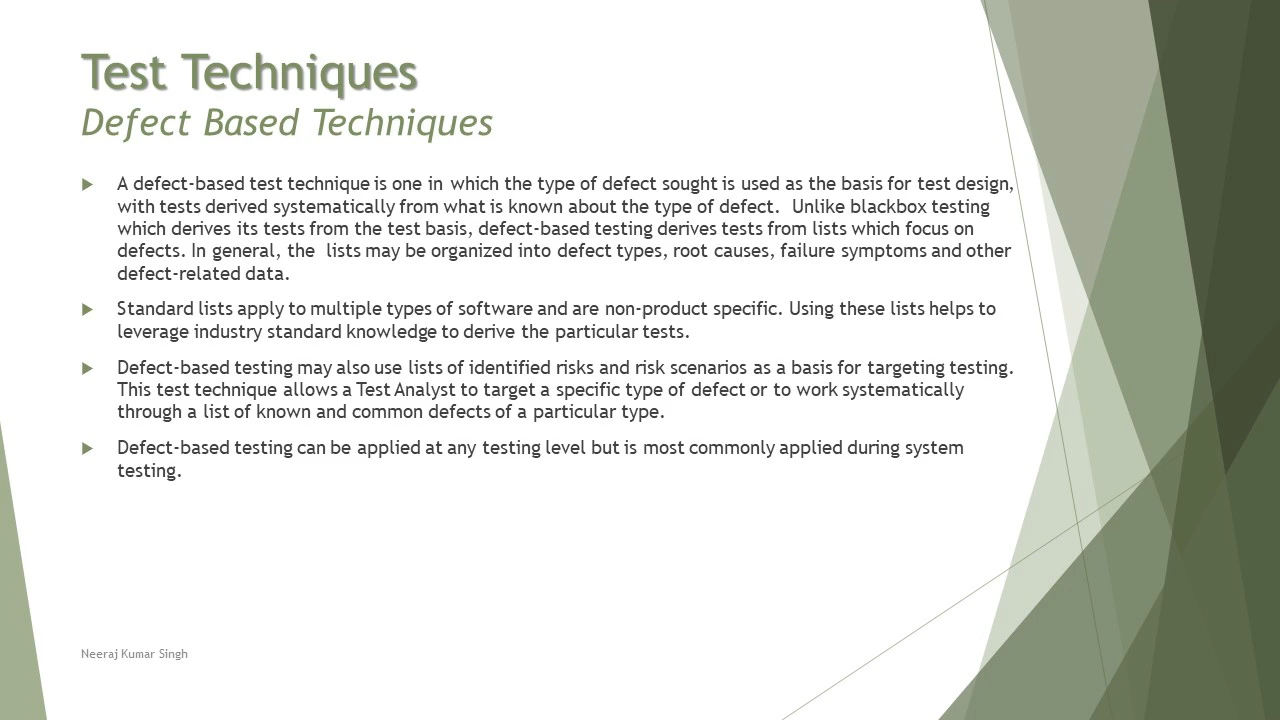 Test Techniques
Defect Based Techniques
A defect-based test technique is one in which the type of defect sought is used as the basis for test design,
with tests derived systematically from what is known about the type of defect. Unlike blackbox testing
which derives its tests from the test basis, defect-based testing derives tests from lists which focus on
defects. In general, the lists may be organized into defect types, root causes, failure symptoms and other
defect-related data.
Standard lists apply to multiple types of software and are non-product specific. Using these lists helps to
leverage industry standard knowledge to derive the particular tests.
Defect-based testing may also use lists of identified risks and risk scenarios as a basis for targeting testing.
This test technique allows a Test Analyst to target a specific type of defect or to work systematically
through a list of known and common defects of a particular type.
Defect-based testing can be applied at any testing level but is most commonly applied during system
testing.
Neeraj Kumar Singh